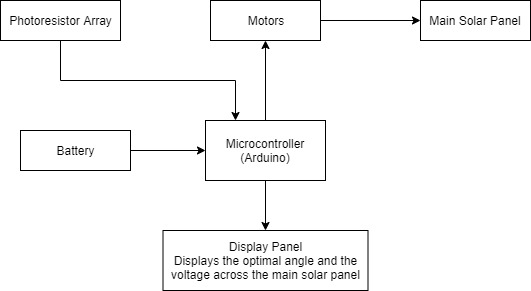 Photoresistor Array
Motors
Main Solar Panel
Battery
Microcontroller
(Arduino)
Display Panel
Displays the optimal angle and the
voltage across the main solar panel